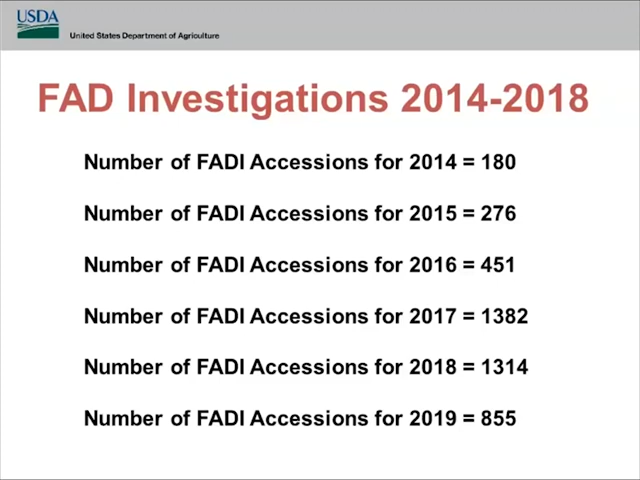 USDA
United States Department of Agriculture
FAD Investigations 2014-2018
Number of FADI Accessions for 2014 = 180
Number of FADI Accessions for 2015 = 276
Number of FADI Accessions for 2016 = 451
Number of FADI Accessions for 2017 = 1382
Number of FADI Accessions for 2018 = 1314
Number of FADI Accessions for 2019 = 855